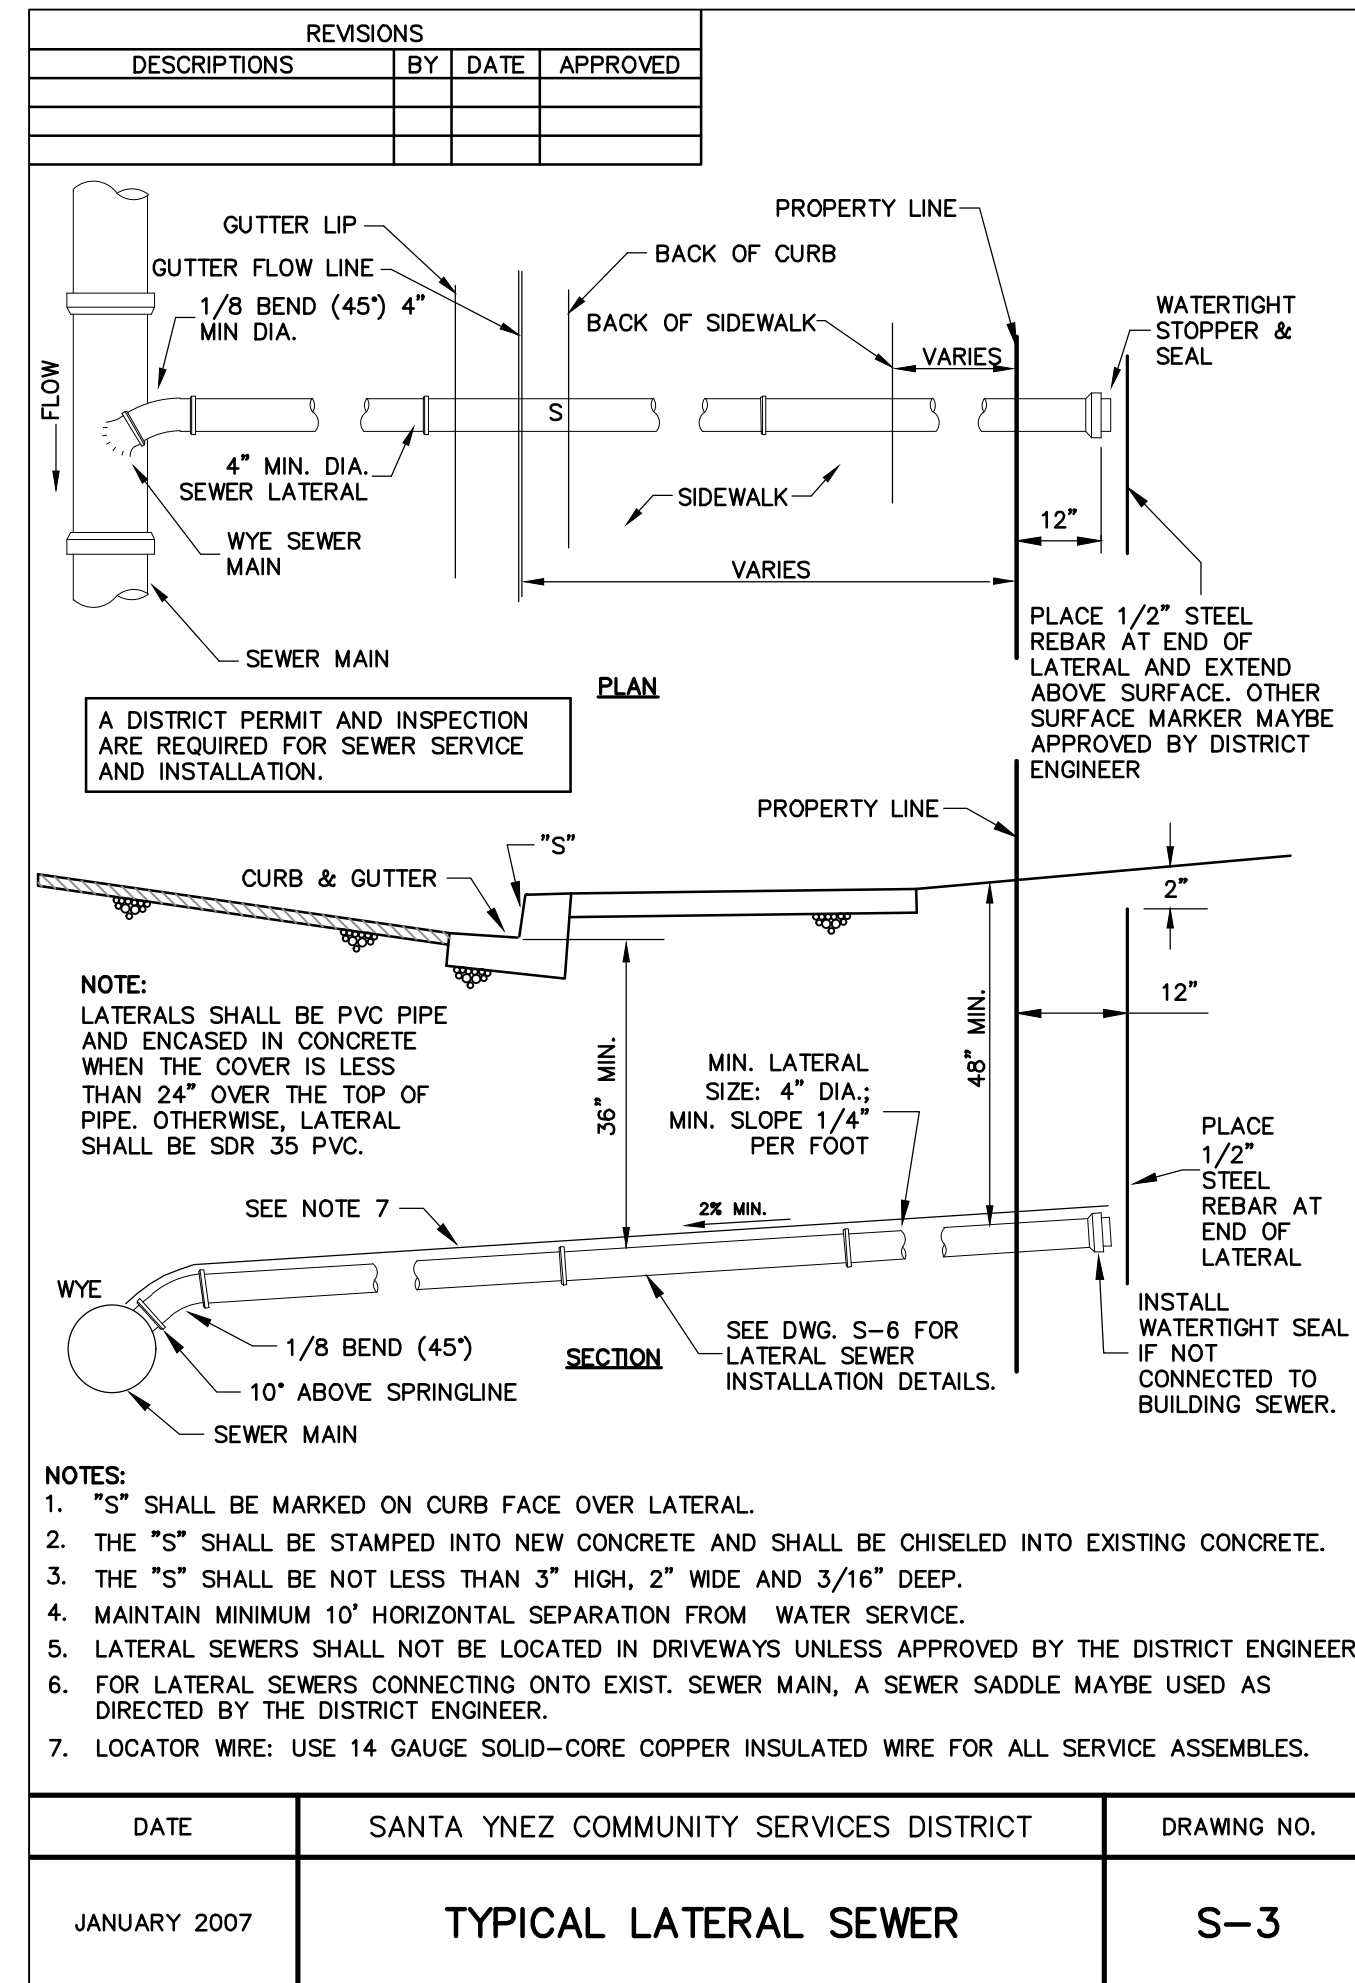 REVISIONS
DESCRIPTIONS BY DATE APPROVED
PROPERTY LINE
GUTTER LIP
BACK OF CURB
GUTTER FLOW LINE
1/8 BEND (45°) 4"
MIN DIA.
BACK OF SIDEWALK
WATERTIGHT
STOPPER &
SEAL
VARIES
FLOW
S
4" MIN. DIA.
SEWER LATERAL
SIDEWALK
12"
WYE SEWER
MAIN
VARIES
PLACE 1/2" STEEL
REBAR AT END OF
LATERAL AND EXTEND
ABOVE SURFACE. OTHER
SURFACE MARKER MAYBE
APPROVED BY DISTRICT
ENGINEER
SEWER MAIN
PLAN
A DISTRICT PERMIT AND INSPECTION
ARE REQUIRED FOR SEWER SERVICE
AND INSTALLATION.
PROPERTY LINE
"S"
CURB & GUTTER
2"
NOTE:
LATERALS SHALL BE PVC PIPE
AND ENCASED IN CONCRETE
WHEN THE COVER IS LESS
THAN 24" OVER THE TOP OF
PIPE. OTHERWISE, LATERAL
SHALL BE SDR 35 PVC.
12"
36" MIN.
48" MIN.
MIN. LATERAL
SIZE: 4" DIA.;
MIN. SLOPE 1/4"
PER FOOT
PLACE
1/2"
STEEL
REBAR AT
END OF
LATERAL
SEE NOTE 7
2% MIN.
WYE
INSTALL
WATERTIGHT SEAL
IF NOT
CONNECTED TO
BUILDING SEWER.
1/8 BEND (45°)
SECTION
SEE DWG. S-6 FOR
LATERAL SEWER
INSTALLATION DETAILS.
10° ABOVE SPRINGLINE
SEWER MAIN
NOTES:
1. "S" SHALL BE MARKED ON CURB FACE OVER LATERAL.
2. THE "S" SHALL BE STAMPED INTO NEW CONCRETE AND SHALL BE CHISELED INTO EXISTING CONCRETE.
3. THE "S" SHALL BE NOT LESS THAN 3" HIGH, 2" WIDE AND 3/16" DEEP.
4. MAINTAIN MINIMUM 10' HORIZONTAL SEPARATION FROM WATER SERVICE.
5. LATERAL SEWERS SHALL NOT BE LOCATED IN DRIVEWAYS UNLESS APPROVED BY THE DISTRICT ENGINEER
6. FOR LATERAL SEWERS CONNECTING ONTO EXIST. SEWER MAIN, A SEWER SADDLE MAYBE USED AS
DIRECTED BY THE DISTRICT ENGINEER.
7. LOCATOR WIRE: USE 14 GAUGE SOLID-CORE COPPER INSULATED WIRE FOR ALL SERVICE ASSEMBLES.
DATE SANTA YNEZ COMMUNITY SERVICES DISTRICT DRAWING NO.
JANUARY 2007 TYPICAL LATERAL SEWER S-3